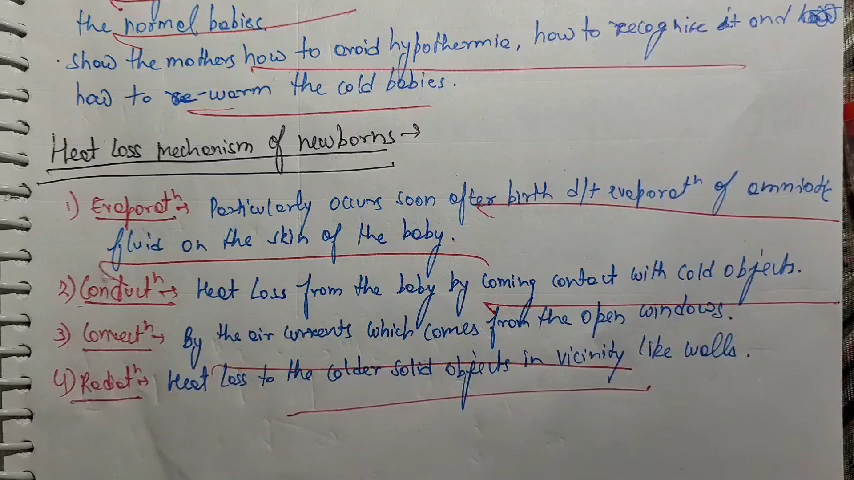 the normal babies.
· show the mothers how to avoid hypothermia, how to recognise it and
how to re-warm the cold babies.
Heat Loss mechanism of newborns →
1) Evaporatⁿ → Particularly occurs soon after birth d/t evaporatⁿ of amniotic
fluid on the skin of the baby.
2) Conductⁿ → Heat Loss from the baby by coming contact with cold objects.
3) Convectⁿ → By the air currents which comes from the open windows.
4) Radiatⁿ → Heat Loss to the colder solid objects in vicinity like walls.